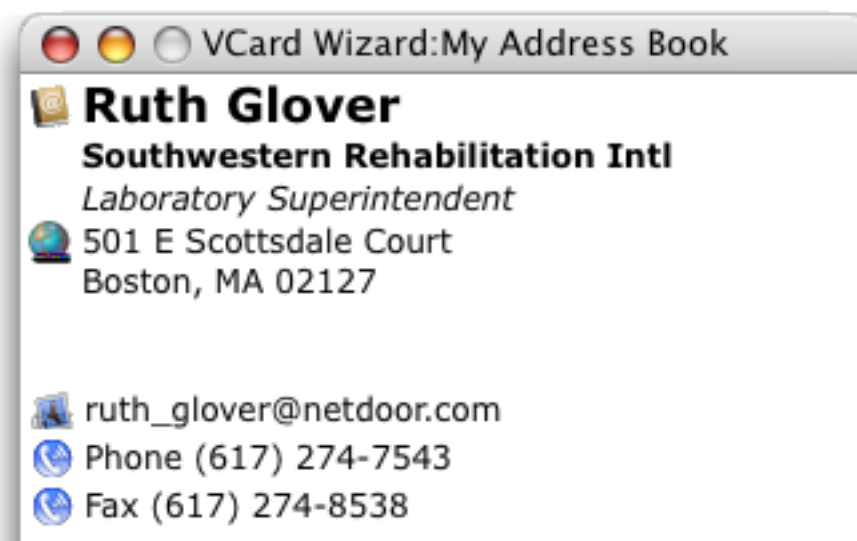 VCard Wizard:My Address Book
Ruth Glover
Southwestern Rehabilitation Intl
Laboratory Superintendent
501 E Scottsdale Court
Boston, MA 02127
ruth_glover@netdoor.com
Phone (617) 274-7543
Fax (617) 274-8538